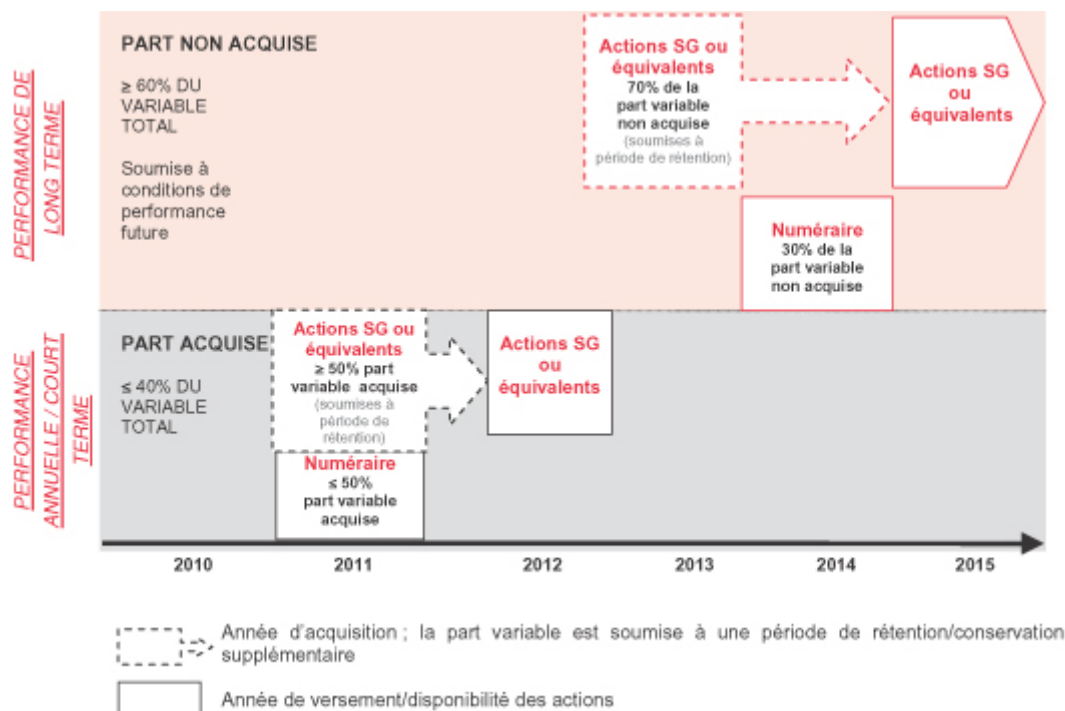 PERFORMANCE DE
LONG TERME
PART NON ACQUISE
≥ 60% DU
VARIABLE
TOTAL
Soumise à
conditions de
performance
future
Actions SG ou
équivalents
70% de la
part variable
non acquise
(soumises à
période de rétention)
Actions SG
ou
équivalents
Numéraire
30% de la
part variable
non acquise
PERFORMANCE
ANNUELLE / COURT
TERME
PART ACQUISE
≤ 40% DU
VARIABLE
TOTAL
Actions SG ou
équivalents
≥ 50% part
variable acquise
(soumises à
période de
rétention)
Actions SG
ou
équivalents
Numéraire
≤ 50%
part variable
acquise
2010 2011 2012 2013 2014 2015
Année d'acquisition ; la part variable est soumise à une période de rétention/conservation
supplémentaire
Année de versement/disponibilité des actions